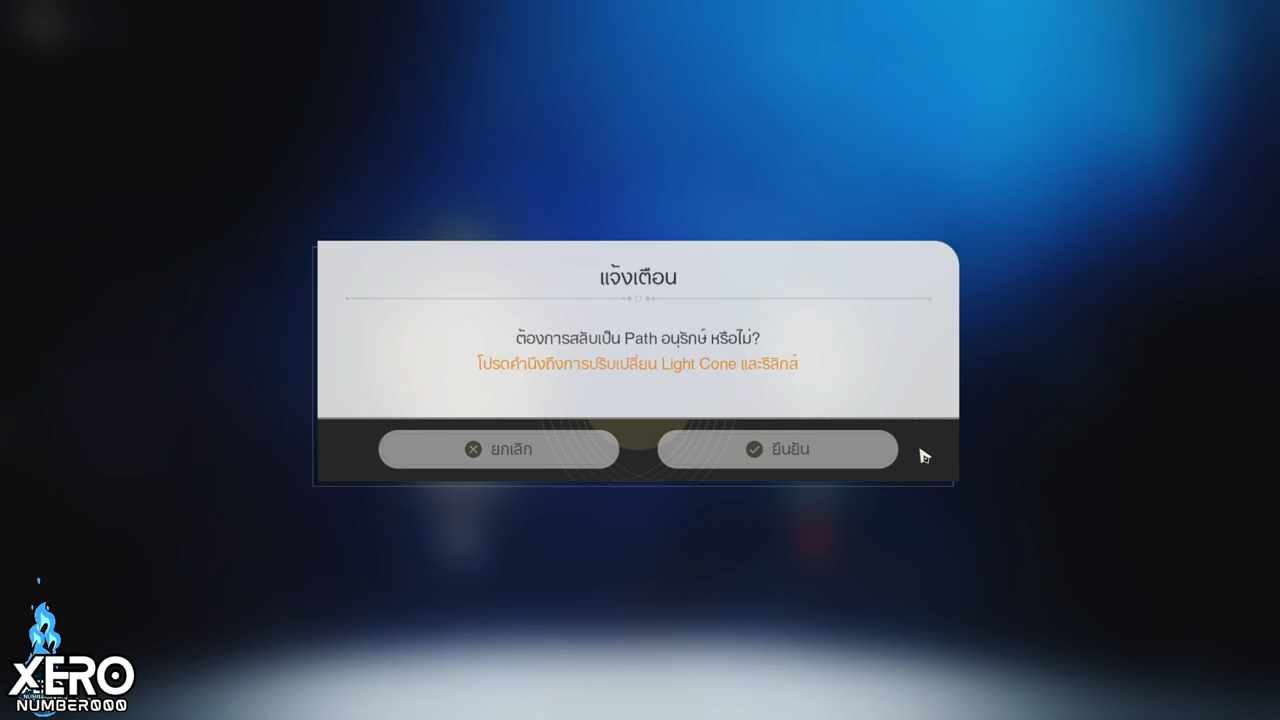 แจ้งเตือน
ต้องการสลับเป็น Path อนุรักษ์ หรือไม่?
โปรดคำนึงถึงการปรับเปลี่ยน Light Cone และรีลิกส์
ยกเลิก
ยืนยัน
XERO
NUMBER000